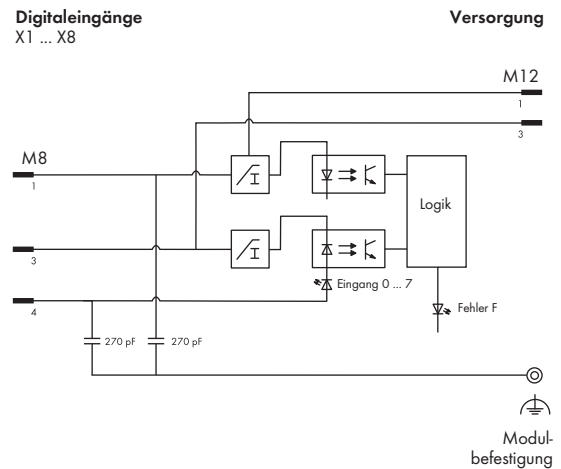 Digitaleingänge
Versorgung
X1 ... X8
M12
1
3
M8
1
I
Logik
3
I
Eingang 0 ... 7
4
Fehler F
270 pF
270 pF
Modul-
befestigung